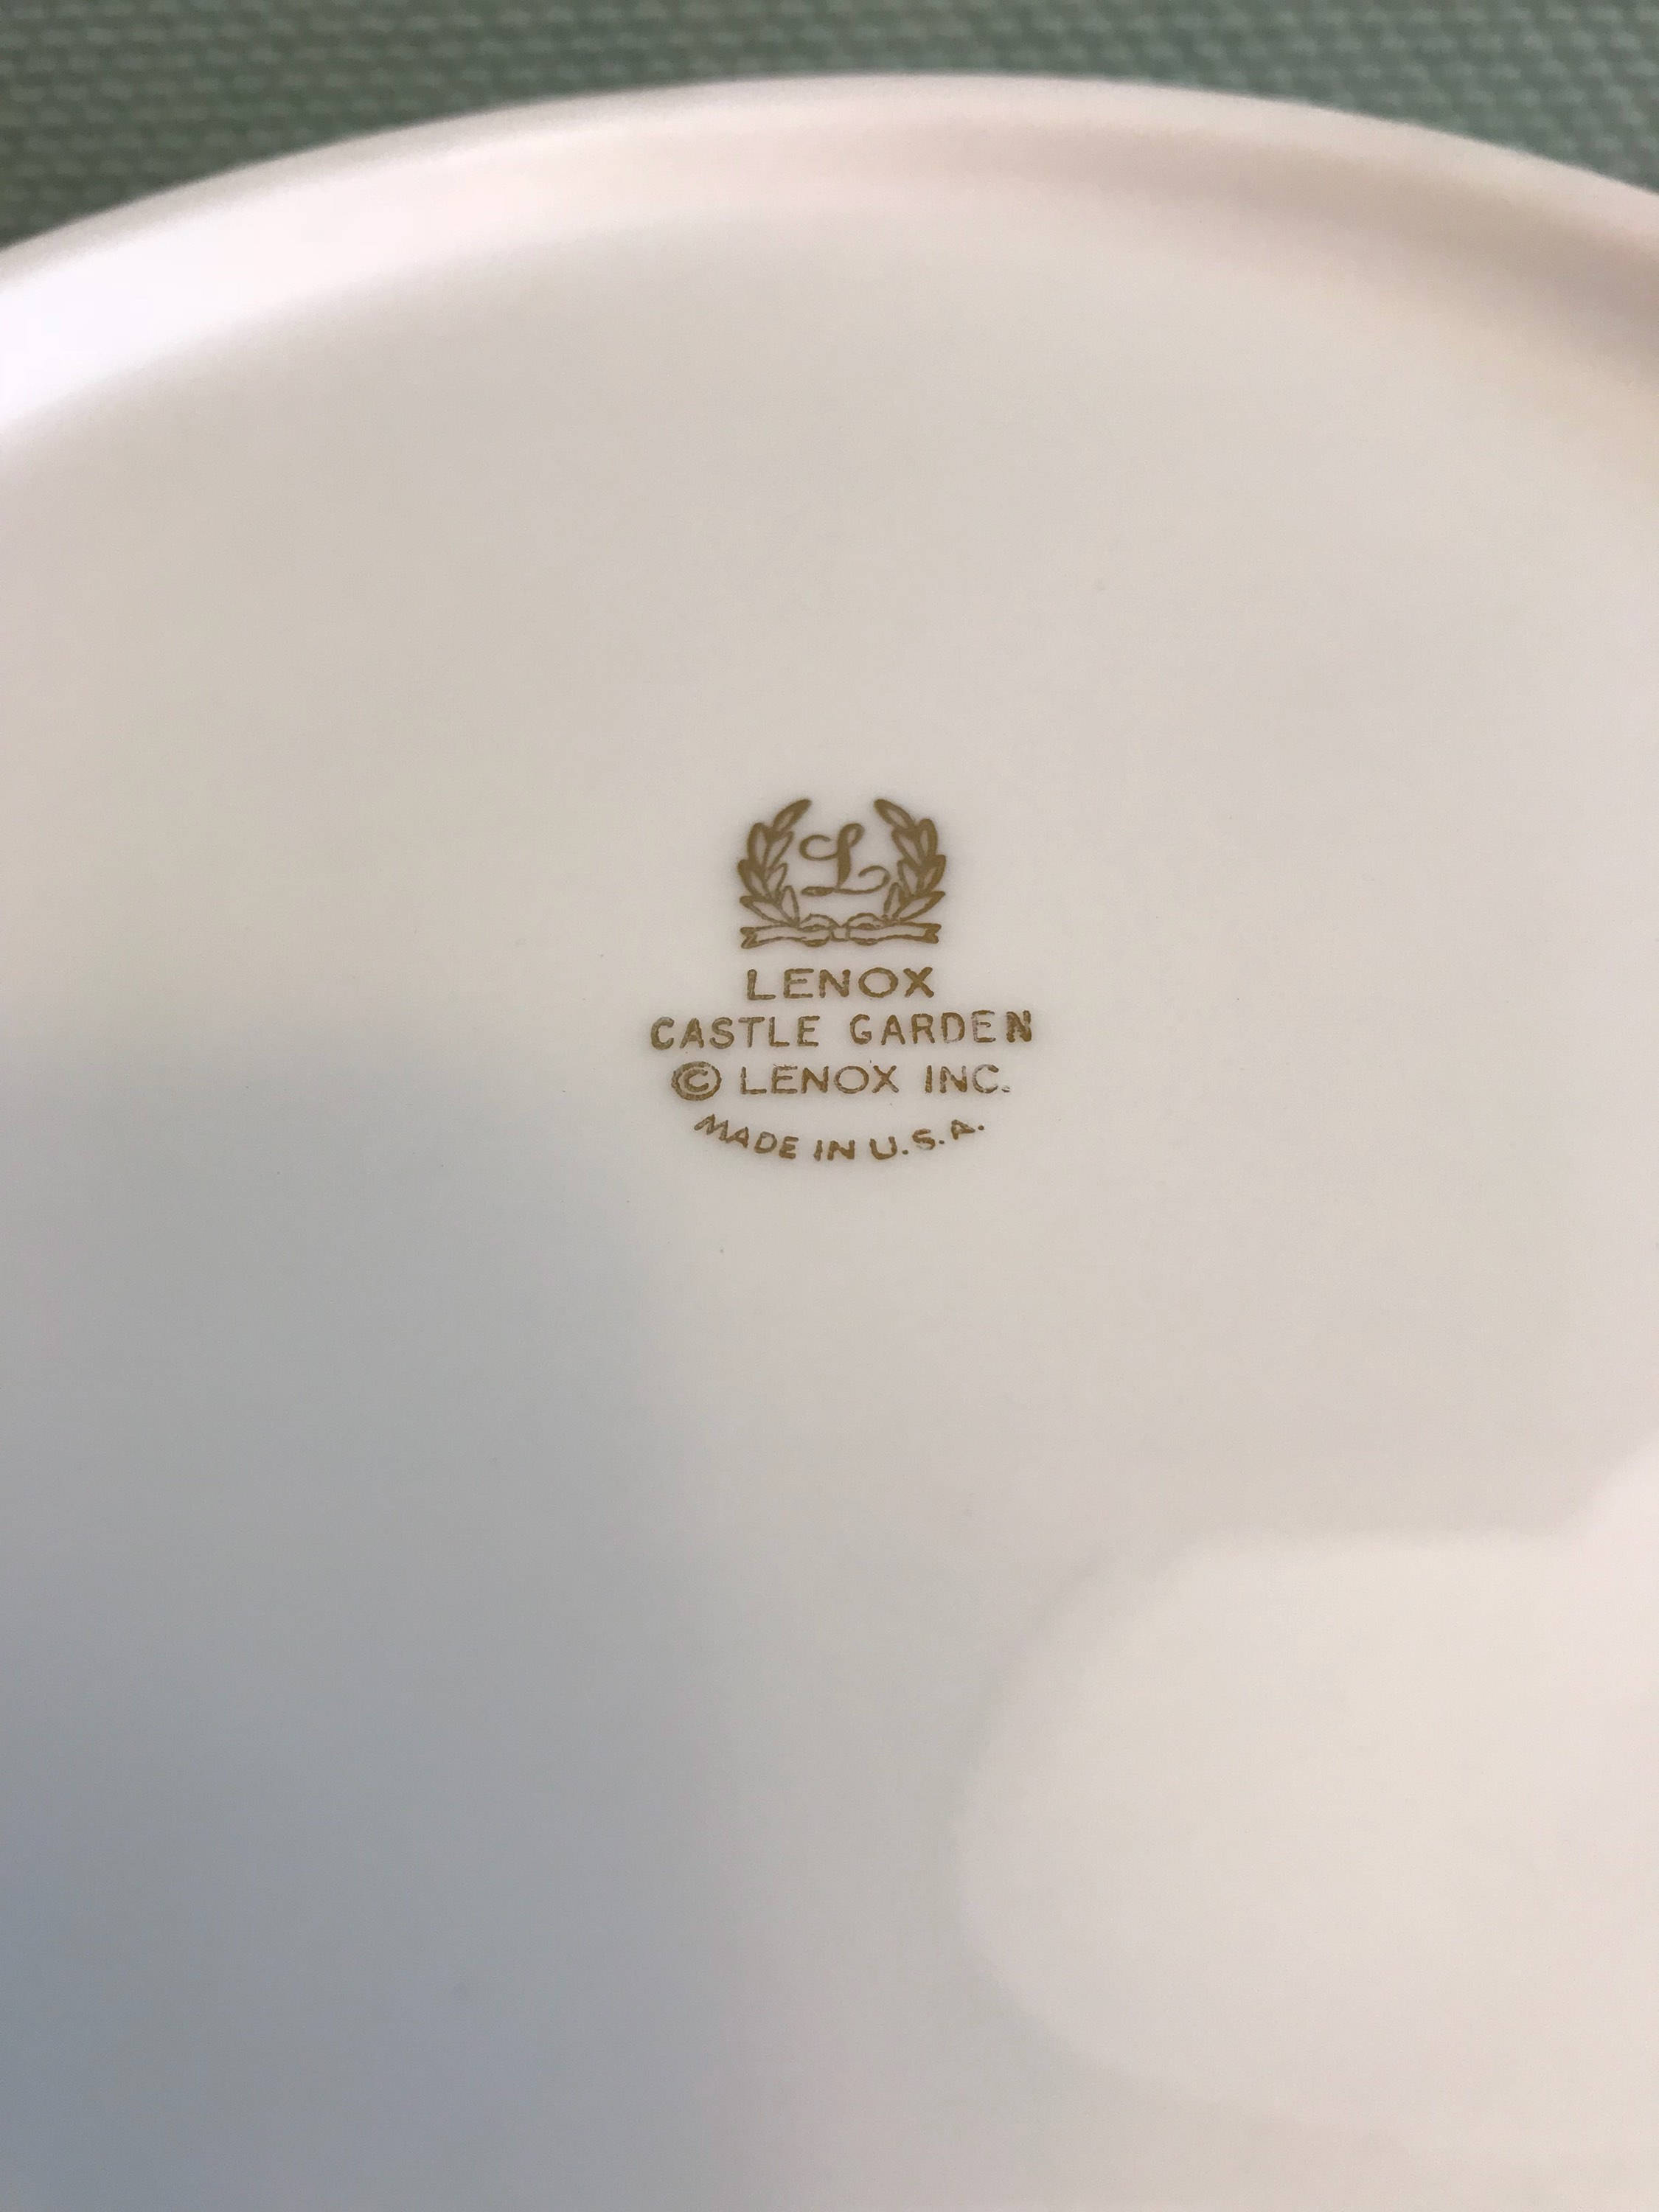 L
LENOX
CASTLE GARDEN
© LENOX INC.
MADE IN U.S.A.